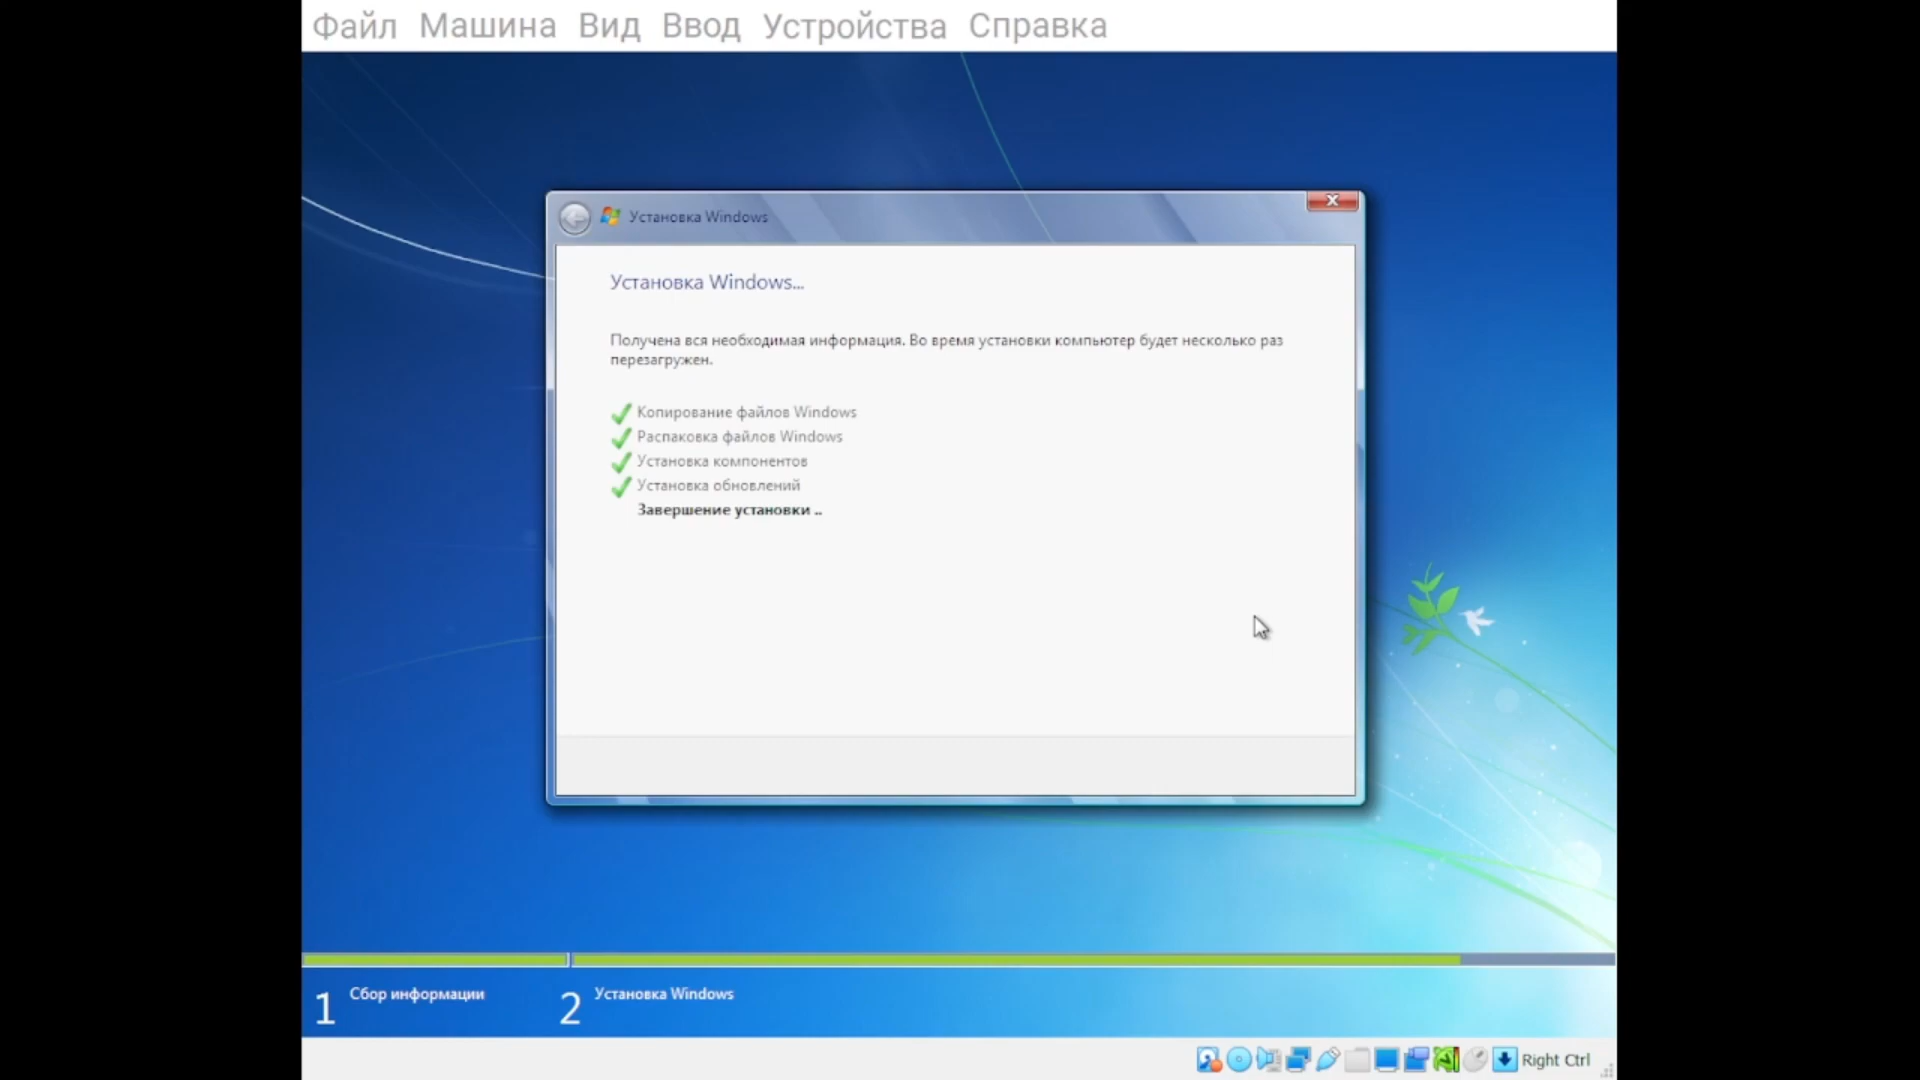 Файл Машина Вид Ввод Устройства Справка
Установка Windows
Установка Windows...
Получена вся необходимая информация. Во время установки компьютер будет несколько раз
перезагружен.
Копирование файлов Windows
Распаковка файлов Windows
Установка компонентов
Установка обновлений
Завершение установки ..
1 Сбор информации
2 Установка Windows
Right Ctrl